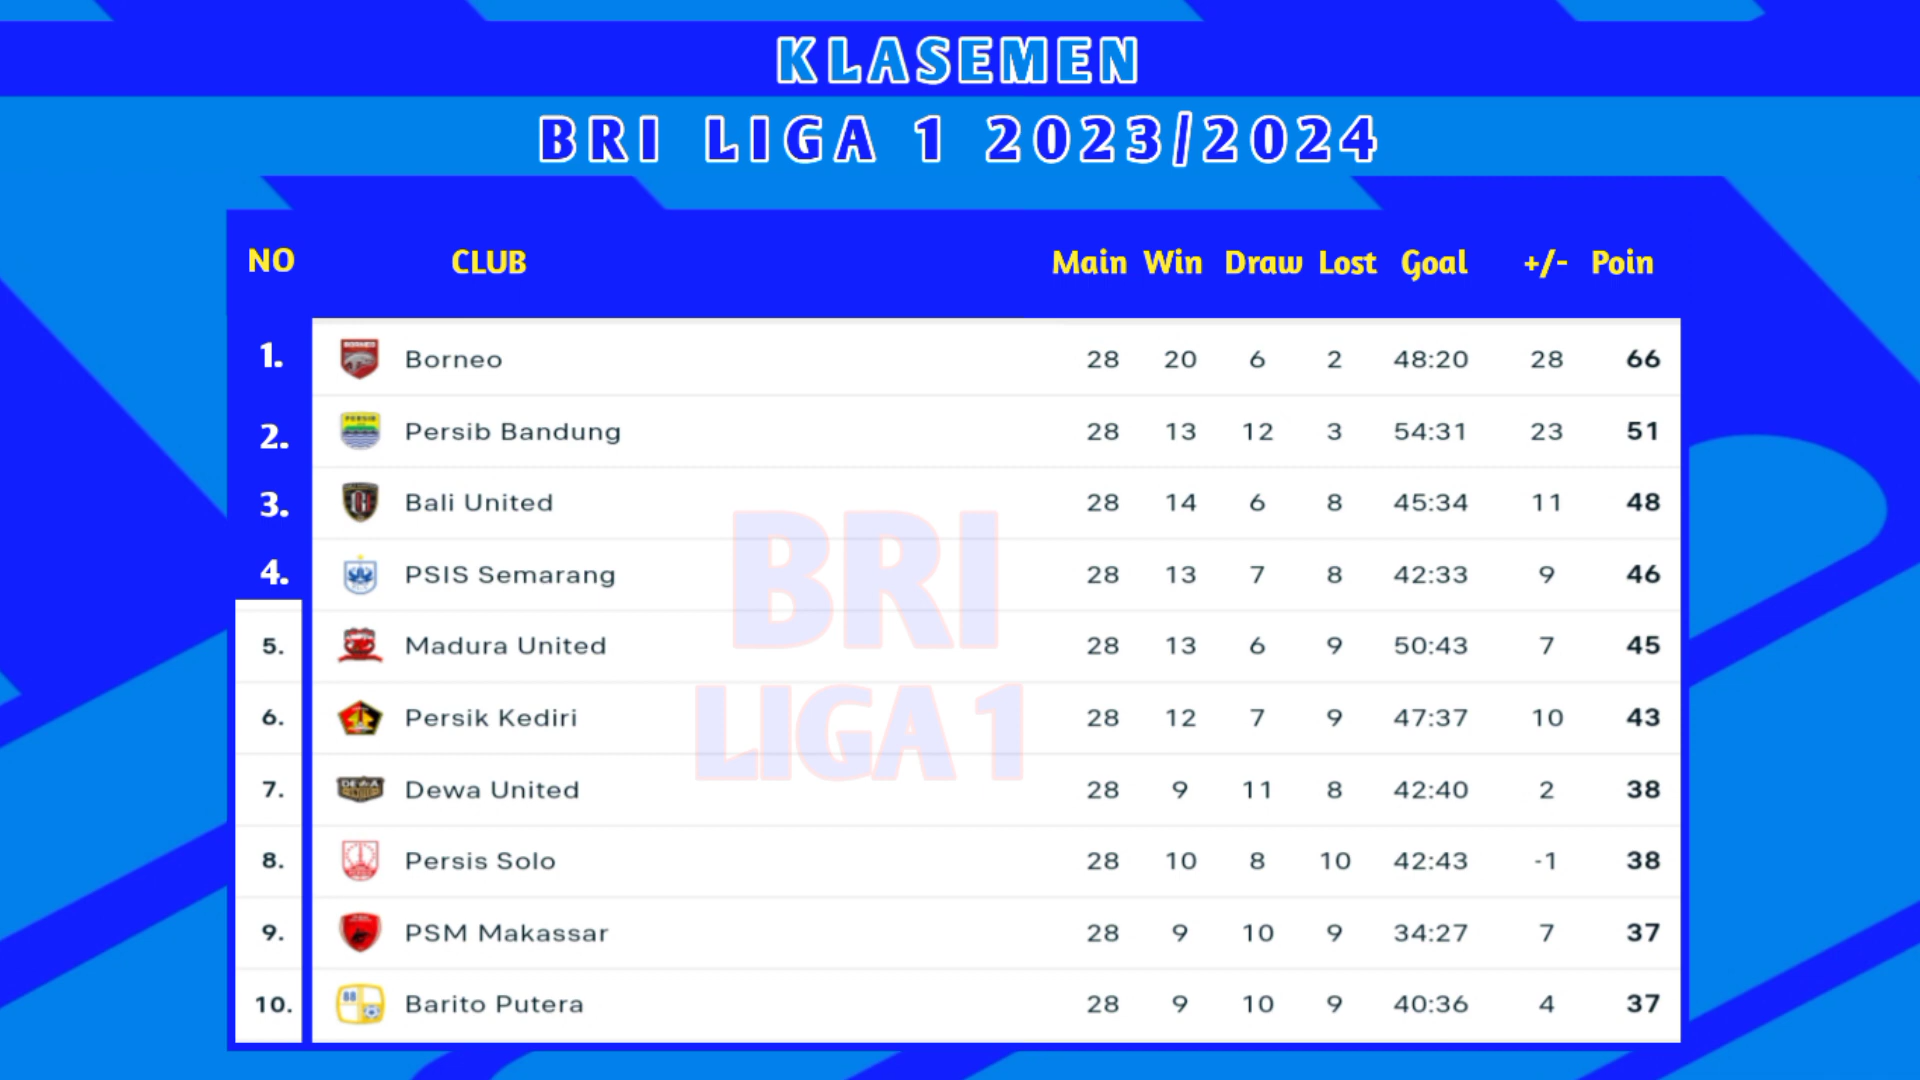 KLASEMEN
BRI LIGA 1 2023/2024
NO CLUB Main Win Draw Lost Goal +/- Poin
1. Borneo 28 20 6 2 48:20 28 66
2. Persib Bandung 28 13 12 3 54:31 23 51
3. Bali United 28 14 6 8 45:34 11 48
4. PSIS Semarang 28 13 7 8 42:33 9 46
5. Madura United 28 13 6 9 50:43 7 45
6. Persik Kediri 28 12 7 9 47:37 10 43
7. Dewa United 28 9 11 8 42:40 2 38
8. Persis Solo 28 10 8 10 42:43 -1 38
9. PSM Makassar 28 9 10 9 34:27 7 37
10. Barito Putera 28 9 10 9 40:36 4 37
BRI
LIGA 1
BORNEO
PERSIB
DEWA
88